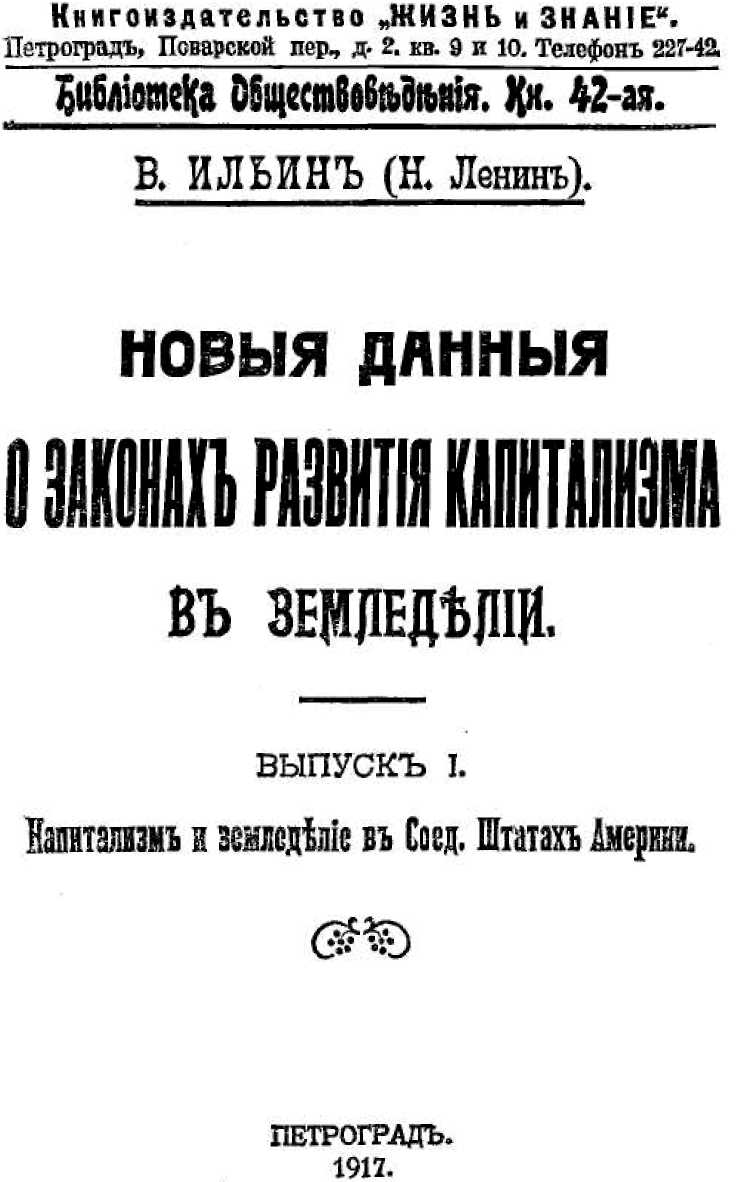 Книгоиздательство „ЖИЗНЬ и ЗНАНІЕ“.
Петроградъ, Поварской пер., д. 2. кв. 9 и 10. Телефонъ 227-42.
Библіотека Обществовѣдѣнія. Кн. 42-ая.
В. ИЛЬИНЪ (Н. Ленинъ).
НОВЫЯ ДАННЫЯ
О ЗАКОНАХЪ РАЗВИТІЯ КАПИТАЛИЗМА
ВЪ ЗЕМЛЕДѢЛІИ.
ВЫПУСКЪ I.
Капитализмъ и земледѣліе въ Соед. Штатахъ Америки.
ПЕТРОГРАДЪ.
1917.